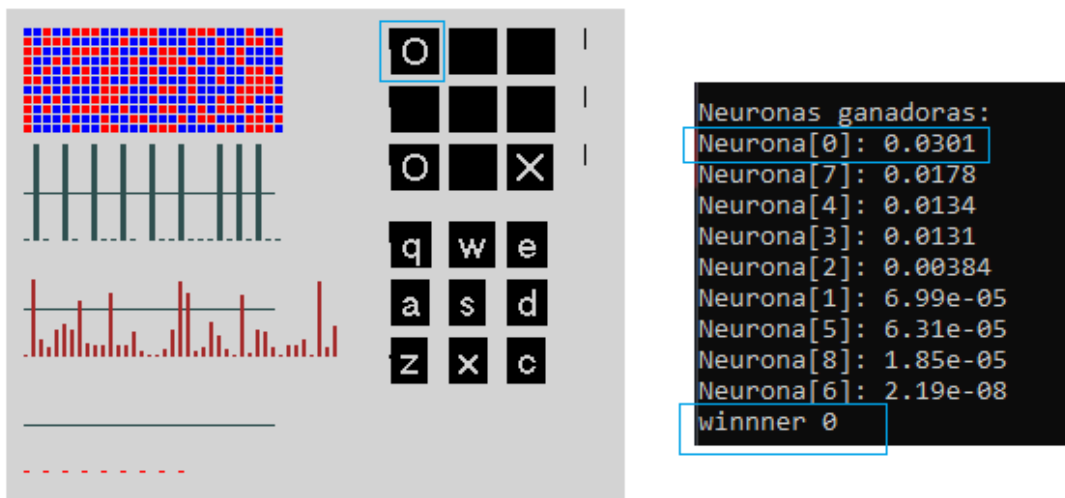 O
O X
q w e
a s d
z x c
Neuronas ganadoras:
Neurona[0]: 0.0301
Neurona[7]: 0.0178
Neurona[4]: 0.0134
Neurona[3]: 0.0131
Neurona[2]: 0.00384
Neurona[1]: 6.99e-05
Neurona[5]: 6.31e-05
Neurona[8]: 1.85e-05
Neurona[6]: 2.19e-08
winnner 0